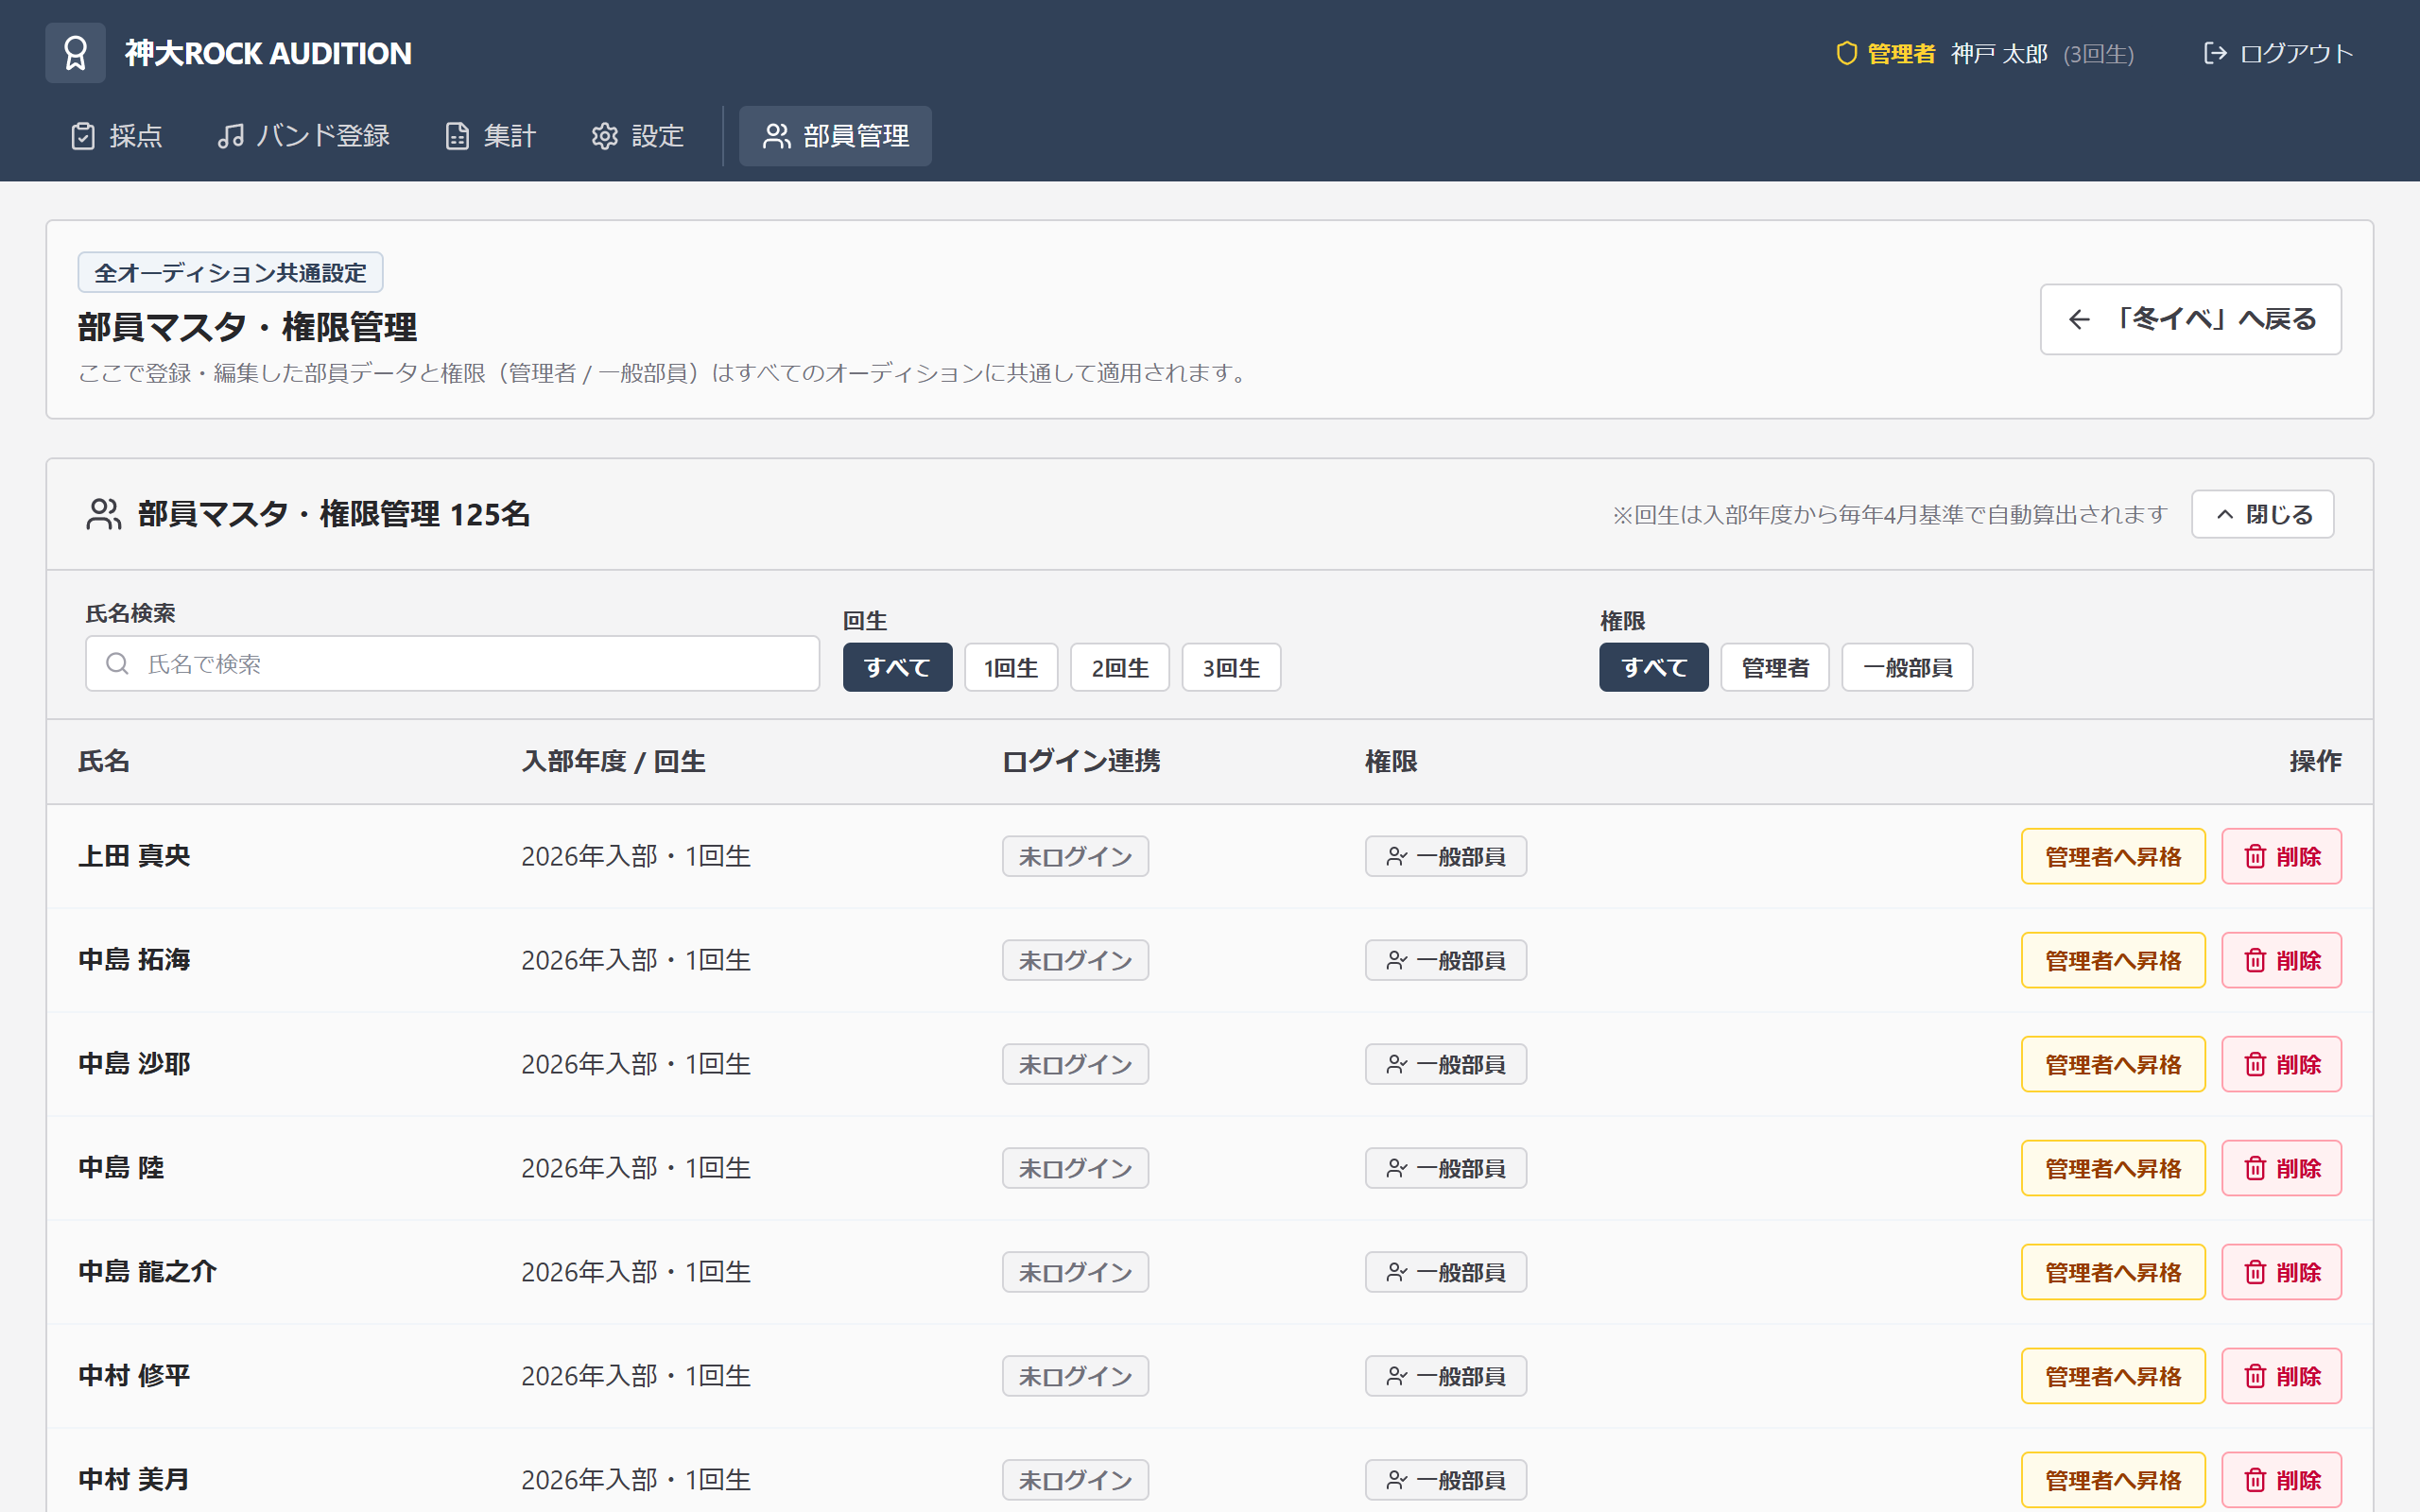 神大ROCK AUDITION
管理者 神戸 太郎 (3回生) ログアウト
採点 バンド登録 集計 設定 部員管理
全オーディション共通設定
部員マスタ・権限管理
ここで登録・編集した部員データと権限（管理者 / 一般部員）はすべてのオーディションに共通して適用されます。
← 「冬イベ」へ戻る
部員マスタ・権限管理 125名
※回生は入部年度から毎年4月基準で自動算出されます 閉じる
氏名検索
氏名で検索
回生
すべて 1回生 2回生 3回生
権限
すべて 管理者 一般部員
氏名 入部年度 / 回生 ログイン連携 権限 操作
上田 真央 2026年入部・1回生 未ログイン 一般部員 管理者へ昇格 削除
中島 拓海 2026年入部・1回生 未ログイン 一般部員 管理者へ昇格 削除
中島 沙耶 2026年入部・1回生 未ログイン 一般部員 管理者へ昇格 削除
中島 陸 2026年入部・1回生 未ログイン 一般部員 管理者へ昇格 削除
中島 龍之介 2026年入部・1回生 未ログイン 一般部員 管理者へ昇格 削除
中村 修平 2026年入部・1回生 未ログイン 一般部員 管理者へ昇格 削除
中村 美月 2026年入部・1回生 未ログイン 一般部員 管理者へ昇格 削除